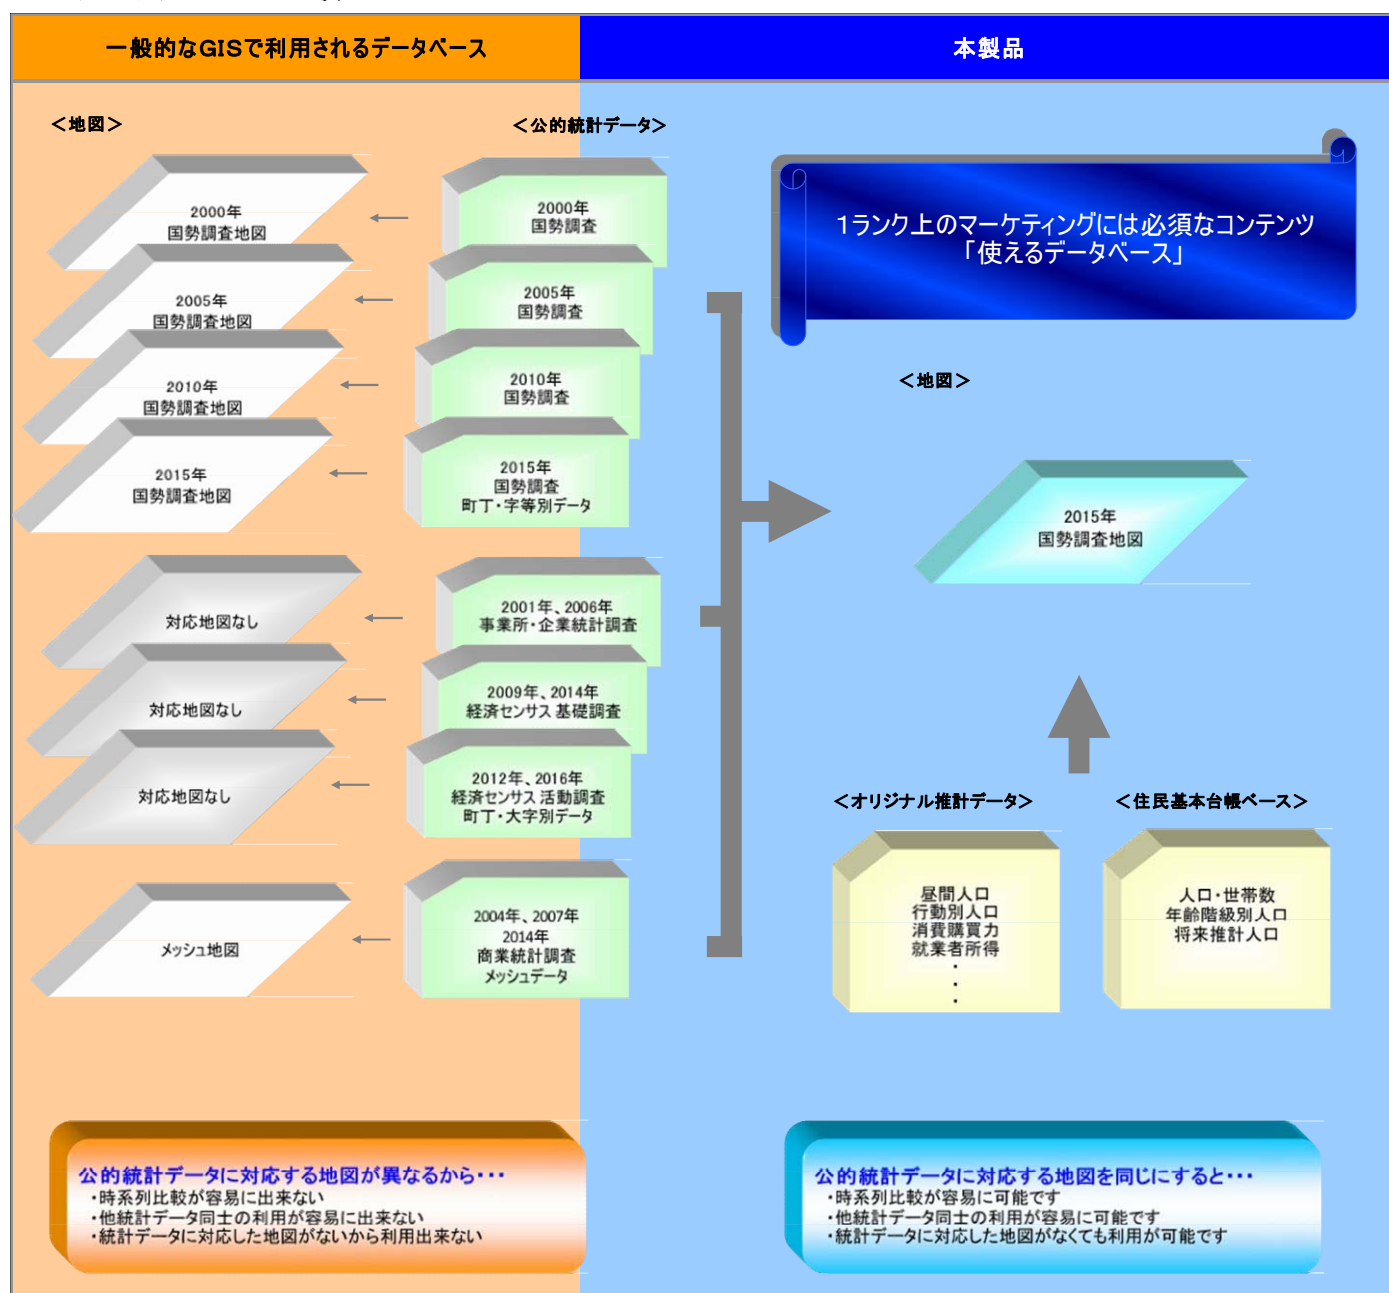 一般的なGISで利用されるデータベース
本製品
＜地図＞
＜公的統計データ＞
2000年
国勢調査地図
2000年
国勢調査
2005年
国勢調査地図
2005年
国勢調査
2010年
国勢調査地図
2010年
国勢調査
2015年
国勢調査地図
2015年
国勢調査
町丁・字等別データ
対応地図なし
2001年、2006年
事業所・企業統計調査
対応地図なし
2009年、2014年
経済センサス 基礎調査
対応地図なし
2012年、2016年
経済センサス 活動調査
町丁・大字別データ
メッシュ地図
2004年、2007年
2014年
商業統計調査
メッシュデータ
1ランク上のマーケティングには必須なコンテンツ
「使えるデータベース」
＜地図＞
2015年
国勢調査地図
＜オリジナル推計データ＞
昼間人口
行動別人口
消費購買力
就業者所得
・
・
・
＜住民基本台帳ベース＞
人口・世帯数
年齢階級別人口
将来推計人口
公的統計データに対応する地図が異なるから・・・
・時系列比較が容易に出来ない
・他統計データ同士の利用が容易に出来ない
・統計データに対応した地図がないから利用出来ない
公的統計データに対応する地図を同じにすると・・・
・時系列比較が容易に可能です
・他統計データ同士の利用が容易に可能です
・統計データに対応した地図がなくても利用が可能です